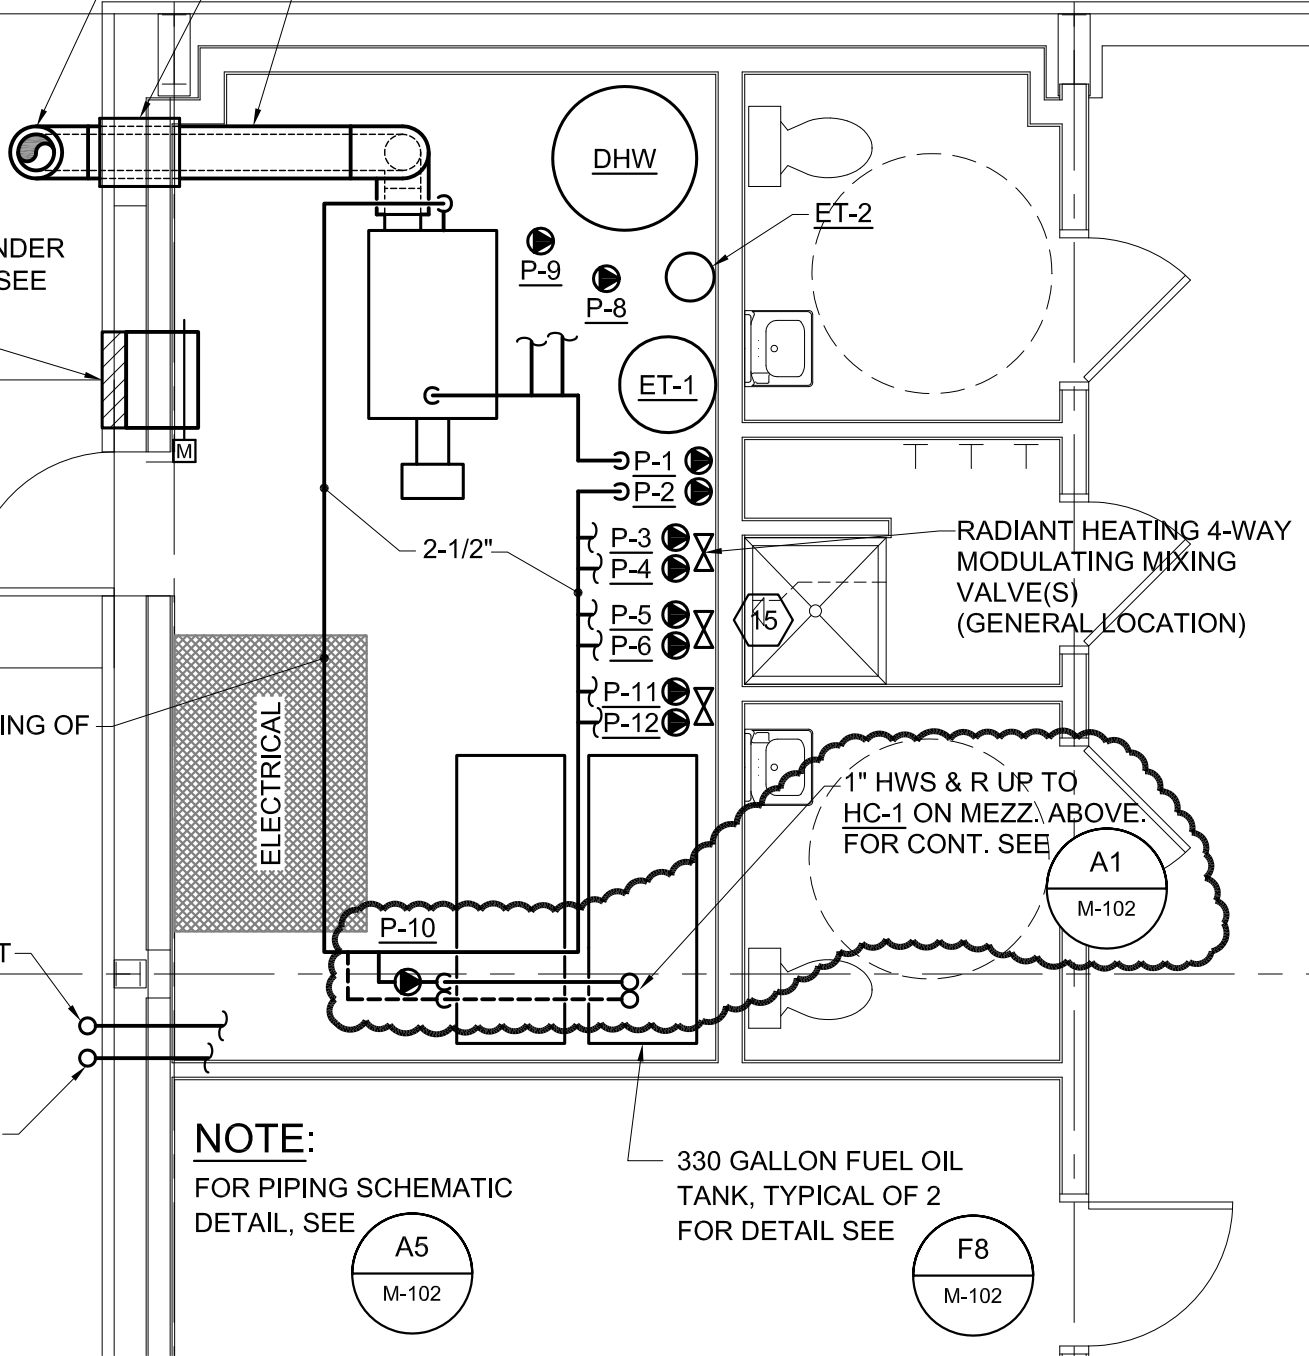 DHW
ET-2
NDER
SEE
P-9
P-8
ET-1
M
P-1
P-2
2-1/2"
P-3
P-4
RADIANT HEATING 4-WAY
MODULATING MIXING
VALVE(S)
(GENERAL LOCATION)
P-5
P-6
15
P-11
P-12
ING OF
ELECTRICAL
1" HWS & R UP TO
HC-1 ON MEZZ. ABOVE.
FOR CONT. SEE
A1
M-102
P-10
T
NOTE:
FOR PIPING SCHEMATIC
DETAIL, SEE
A5
M-102
330 GALLON FUEL OIL
TANK, TYPICAL OF 2
FOR DETAIL SEE
F8
M-102